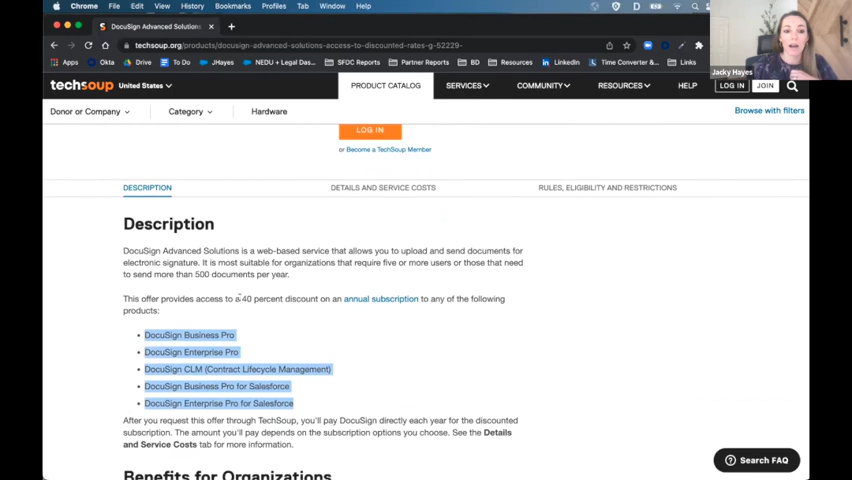 Chrome File Edit View History Bookmarks Profiles Tab Window Help
DocuSign Advanced Solutions
techsoup.org/products/docusign-advanced-solutions-access-to-discounted-rates-g-52229-
Apps Okta Drive To Do JHayes NEDU + Legal Das... SFDC Reports Partner Reports BD Resources LinkedIn Time Converter &... Links
Jacky Hayes
techsoup United States PRODUCT CATALOG SERVICES COMMUNITY RESOURCES HELP LOG IN JOIN
Donor or Company Category Hardware Browse with filters
LOG IN
or Become a TechSoup Member
DESCRIPTION DETAILS AND SERVICE COSTS RULES, ELIGIBILITY AND RESTRICTIONS
Description
DocuSign Advanced Solutions is a web-based service that allows you to upload and send documents for
electronic signature. It is most suitable for organizations that require five or more users or those that need
to send more than 500 documents per year.
This offer provides access to a 40 percent discount on an annual subscription to any of the following
products:
• DocuSign Business Pro
• DocuSign Enterprise Pro
• DocuSign CLM (Contract Lifecycle Management)
• DocuSign Business Pro for Salesforce
• DocuSign Enterprise Pro for Salesforce
After you request this offer through TechSoup, you'll pay DocuSign directly each year for the discounted
subscription. The amount you'll pay depends on the subscription options you choose. See the Details
and Service Costs tab for more information.
Benefits for Organizations
Search FAQ